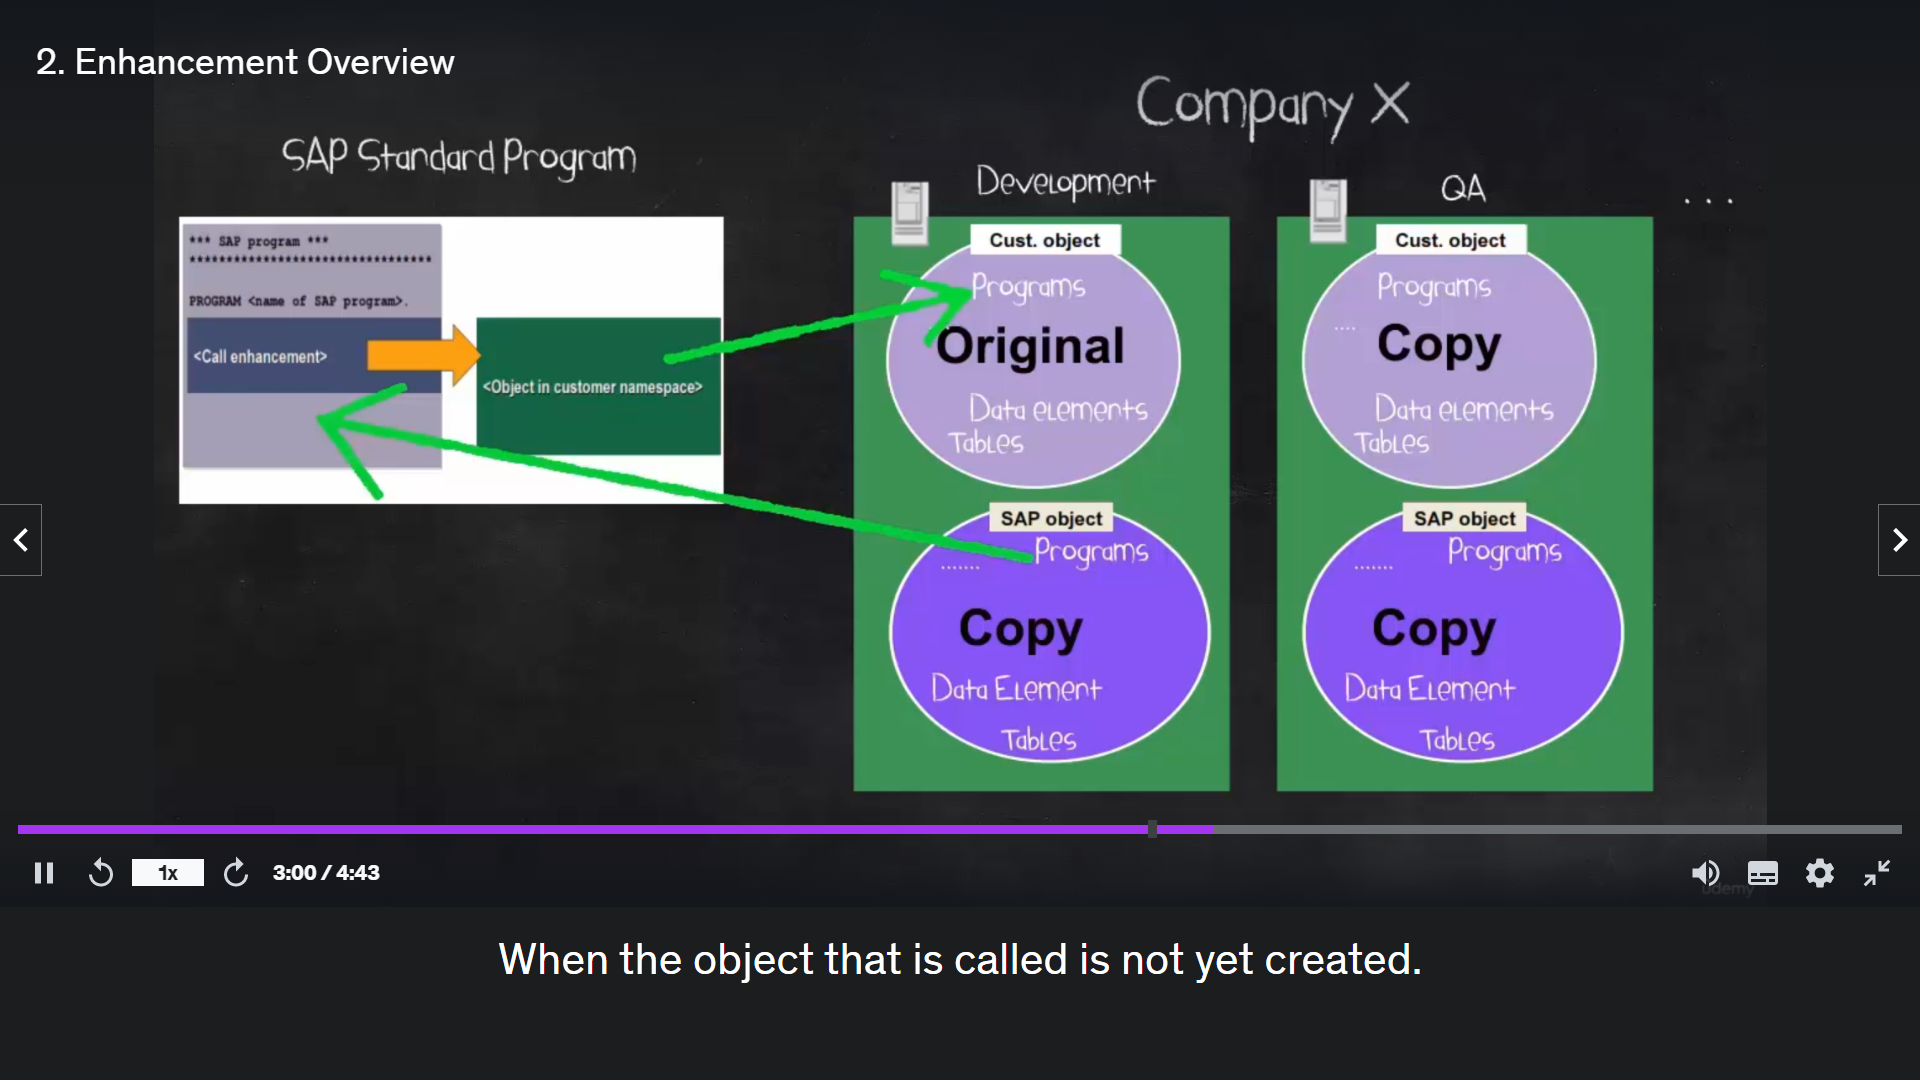 2. Enhancement Overview
Company X
SAP Standard Program
Development
QA
...
*** SAP program ***
*********************************
PROGRAM <name of SAP program>.
<Call enhancement>
<Object in customer namespace>
Cust. object
Programs
Original
Data elements
Tables
SAP object
Programs
.......
Copy
Data Element
Tables
Cust. object
Programs
....
Copy
Data elements
Tables
SAP object
Programs
.......
Copy
Data Element
Tables
1x
3:00 / 4:43
udemy
When the object that is called is not yet created.